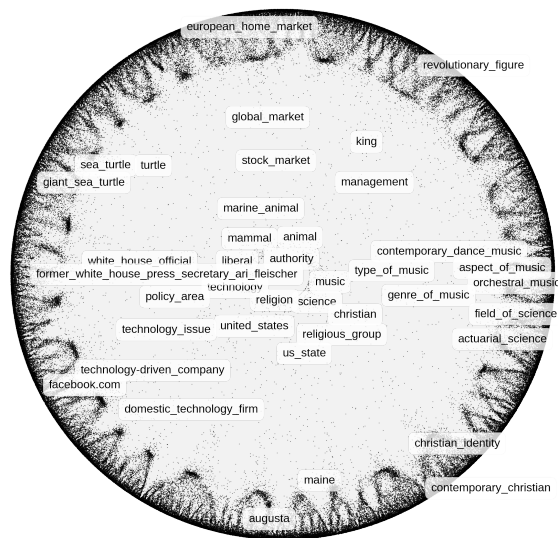 european_home_market
revolutionary_figure
global_market
king
stock_market
sea_turtle
turtle
giant_sea_turtle
management
marine_animal
mammal
animal
contemporary_dance_music
white_house_official
liberal
authority
former_white_house_press_secretary_ari_fleischer
type_of_music
aspect_of_music
technology
music
orchestral_music
policy_area
religion
science
genre_of_music
christian
field_of_science
technology_issue
united_states
religious_group
actuarial_science
us_state
technology-driven_company
facebook.com
domestic_technology_firm
christian_identity
maine
contemporary_christian
augusta